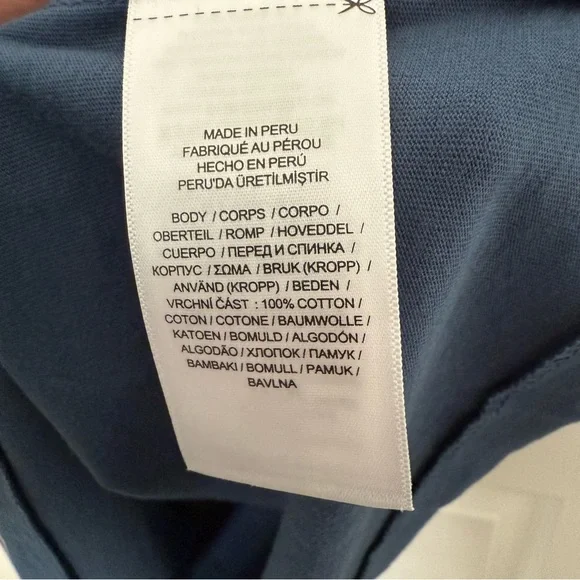 MADE IN PERU
FABRIQUÉ AU PÉROU
HECHO EN PERÚ
PERU'DA ÜRETİLMİŞTİR
BODY / CORPS / CORPO /
OBERTEIL / ROMP / HOVEDDEL /
CUERPO / ПЕРЕД И СПИНКА /
КОРПУС / ΣΩΜΑ / BRUK (KROPP) /
ANVÄND (KROPP) / BEDEN /
VRCHNÍ ČÁST : 100% COTTON /
COTON / COTONE / BAUMWOLLE /
KATOEN / BOMULD / ALGODÓN /
ALGODÃO / ХЛОПОК / ПАМУК /
BAMBAKI / BOMULL / PAMUK /
BAVLNA